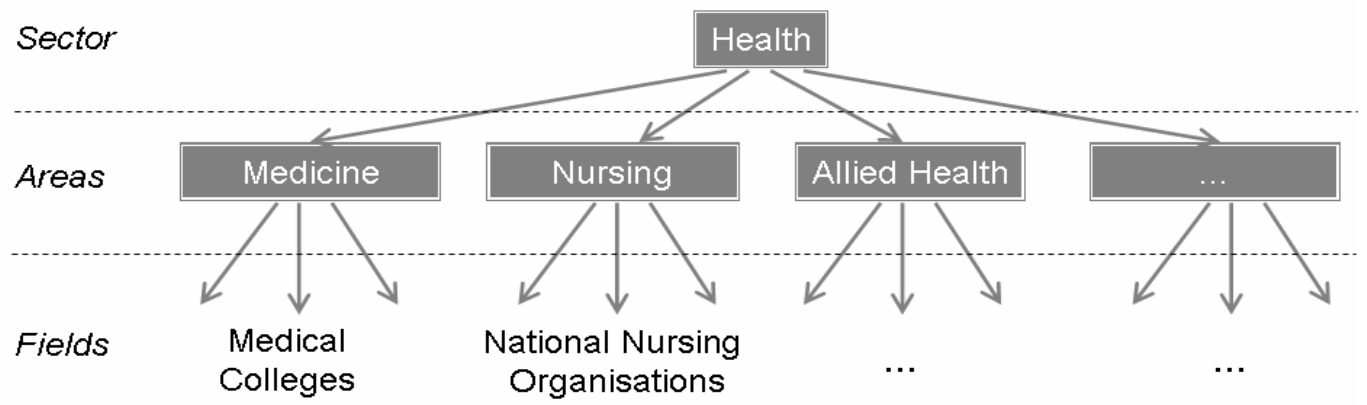 Sector
Health
Areas
Medicine
Nursing
Allied Health
...
Fields
Medical
Colleges
National Nursing
Organisations
...
...